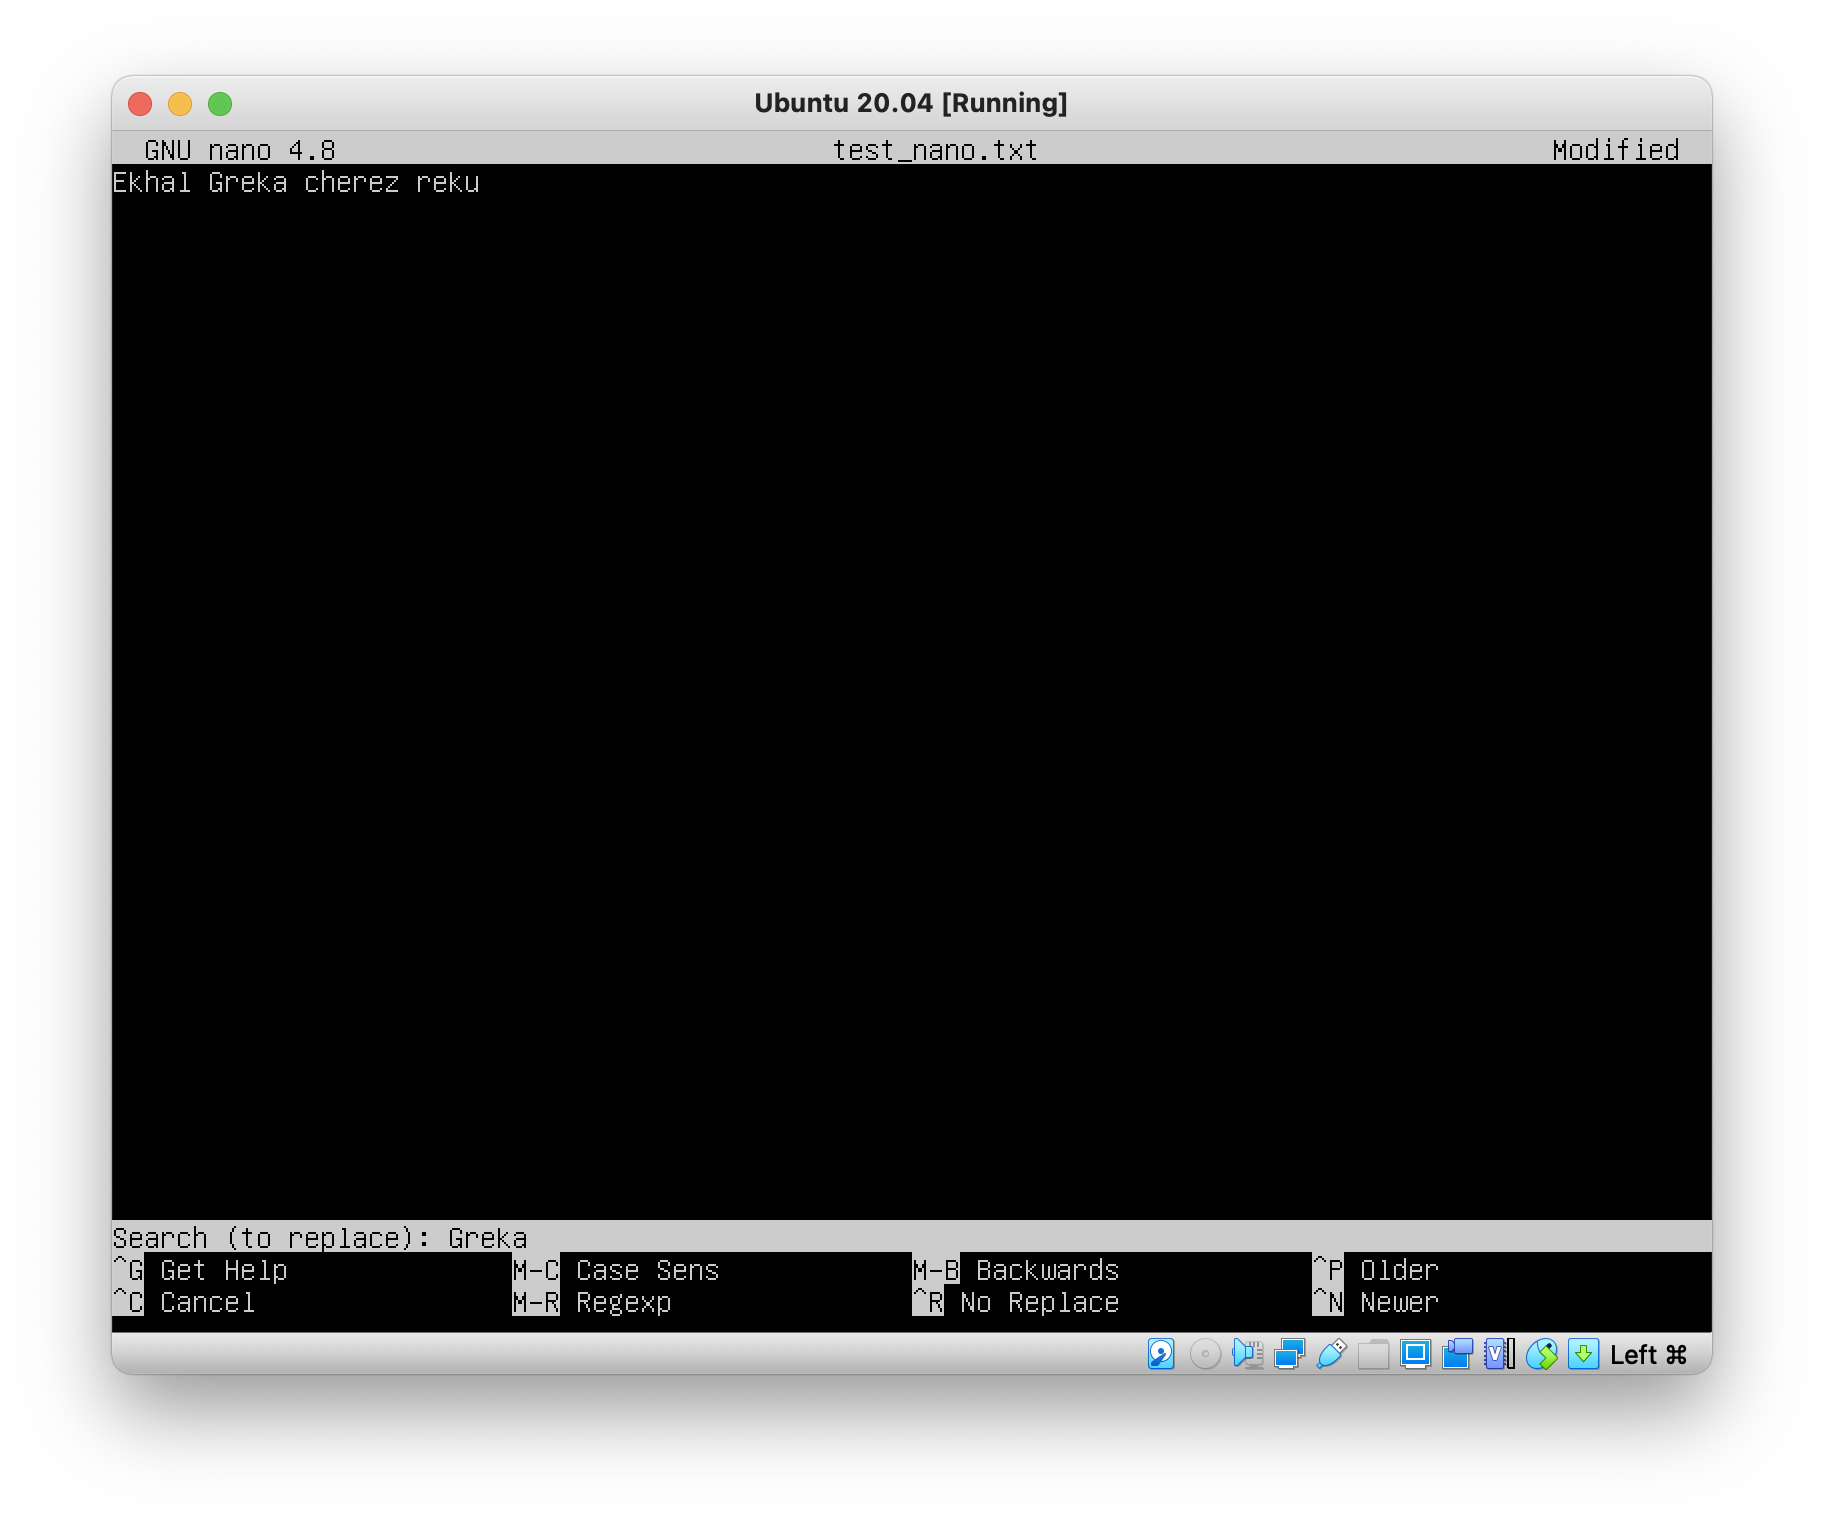 Ubuntu 20.04 [Running]
GNU nano 4.8 test_nano.txt Modified
Ekhal Greka cherez reku
Search (to replace): Greka
^G Get Help M-C Case Sens M-B Backwards ^P Older
^C Cancel M-R Regexp ^R No Replace ^N Newer
Left ⌘